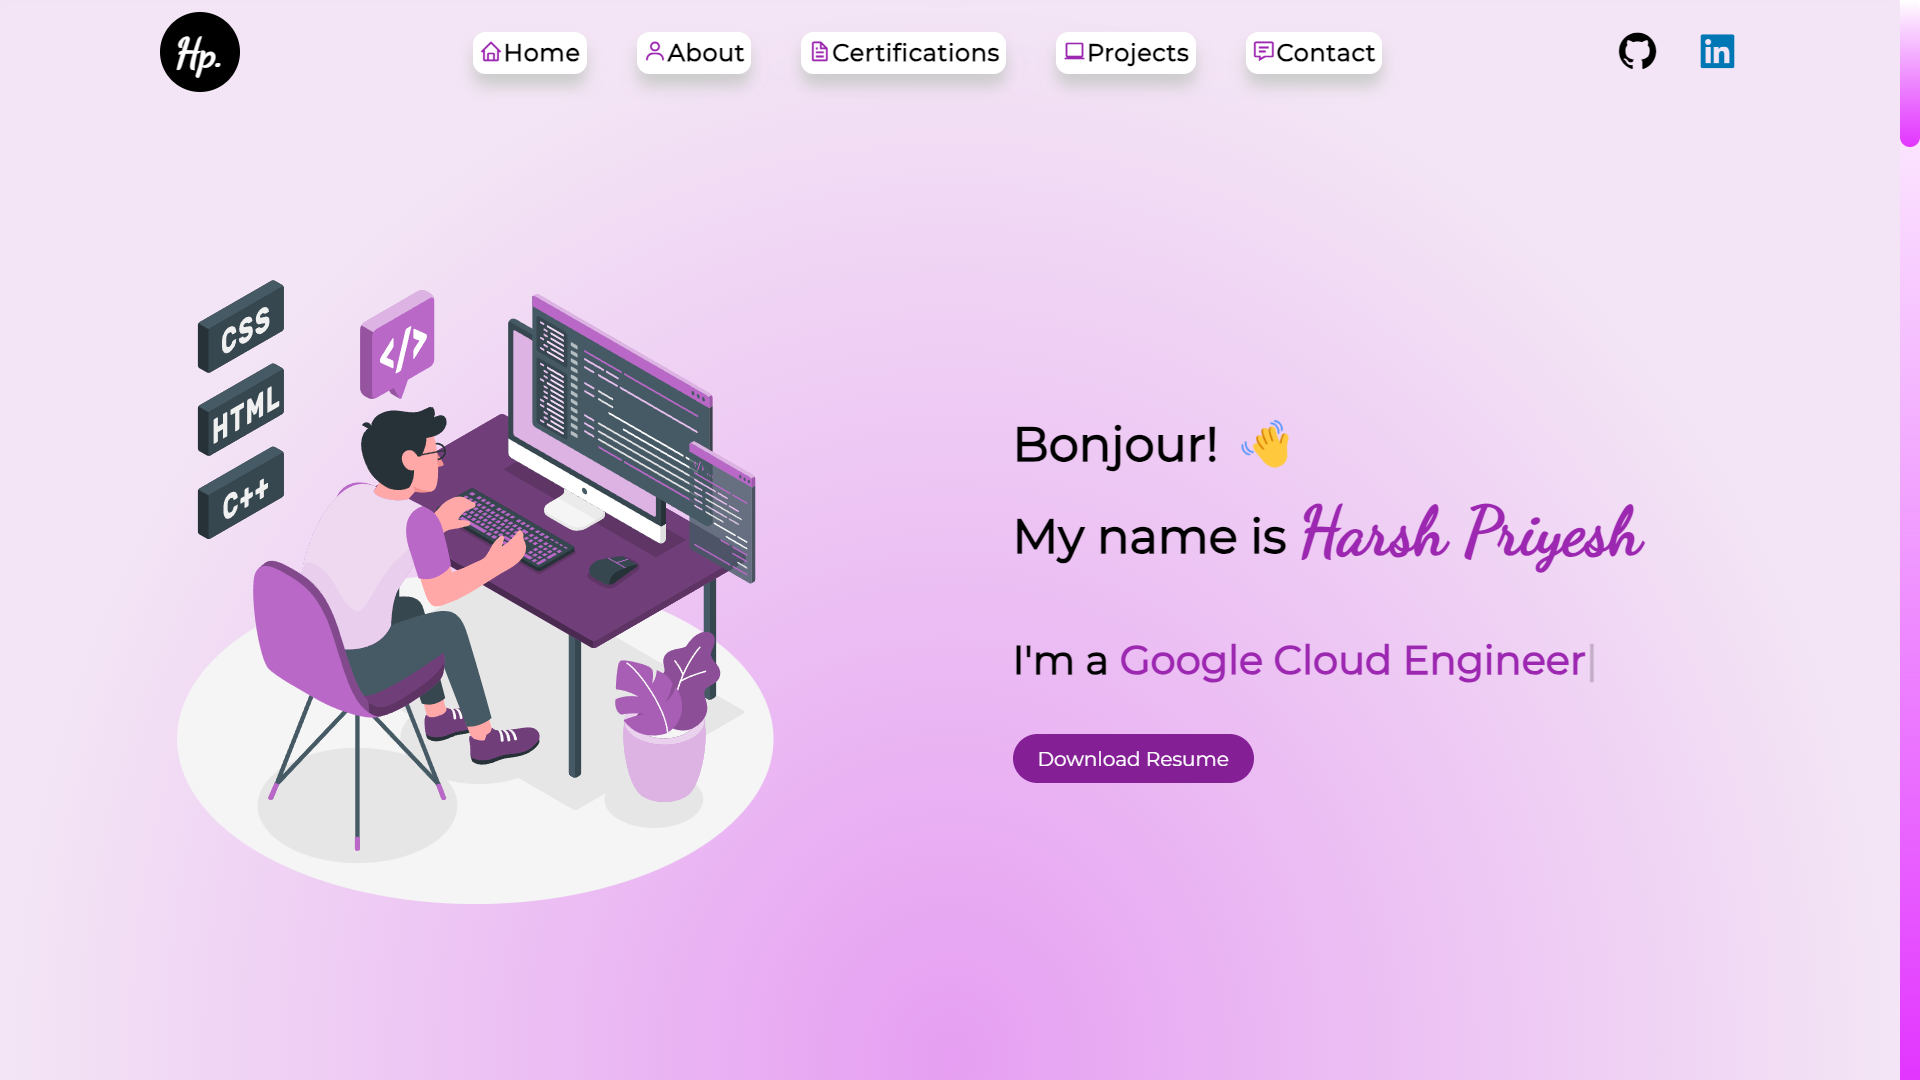 Hp.
Home
About
Certifications
Projects
Contact
in
CSS
</>
HTML
C++
Bonjour! 👋
My name is Harsh Priyesh
I'm a Google Cloud Engineer|
Download Resume